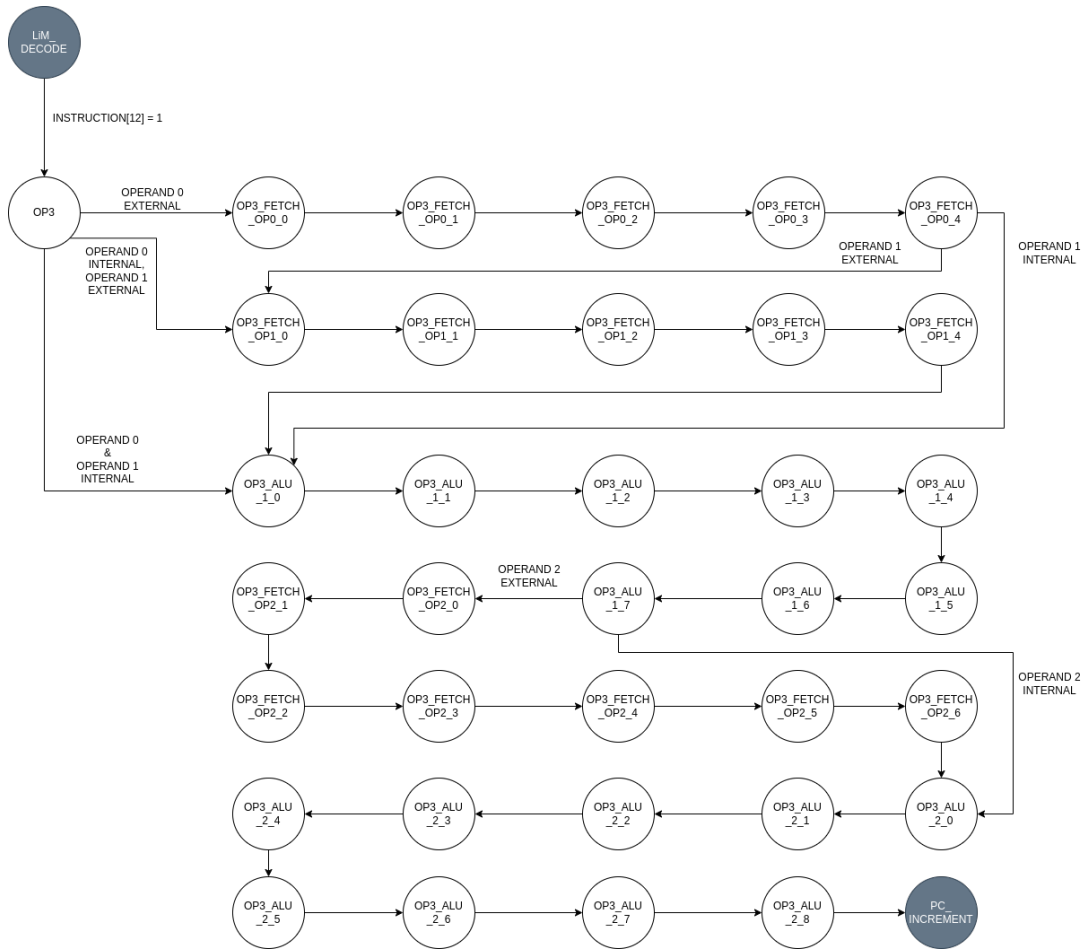 LiM_
DECODE
INSTRUCTION[12] = 1
OP3
OPERAND 0
EXTERNAL
OP3_FETCH
_OP0_0
OP3_FETCH
_OP0_1
OP3_FETCH
_OP0_2
OP3_FETCH
_OP0_3
OP3_FETCH
_OP0_4
OPERAND 0
INTERNAL,
OPERAND 1
EXTERNAL
OPERAND 1
EXTERNAL
OPERAND 1
INTERNAL
OP3_FETCH
_OP1_0
OP3_FETCH
_OP1_1
OP3_FETCH
_OP1_2
OP3_FETCH
_OP1_3
OP3_FETCH
_OP1_4
OPERAND 0
&
OPERAND 1
INTERNAL
OP3_ALU
_1_0
OP3_ALU
_1_1
OP3_ALU
_1_2
OP3_ALU
_1_3
OP3_ALU
_1_4
OP3_FETCH
_OP2_1
OP3_FETCH
_OP2_0
OPERAND 2
EXTERNAL
OP3_ALU
_1_7
OP3_ALU
_1_6
OP3_ALU
_1_5
OPERAND 2
INTERNAL
OP3_FETCH
_OP2_2
OP3_FETCH
_OP2_3
OP3_FETCH
_OP2_4
OP3_FETCH
_OP2_5
OP3_FETCH
_OP2_6
OP3_ALU
_2_4
OP3_ALU
_2_3
OP3_ALU
_2_2
OP3_ALU
_2_1
OP3_ALU
_2_0
OP3_ALU
_2_5
OP3_ALU
_2_6
OP3_ALU
_2_7
OP3_ALU
_2_8
PC_
INCREMENT